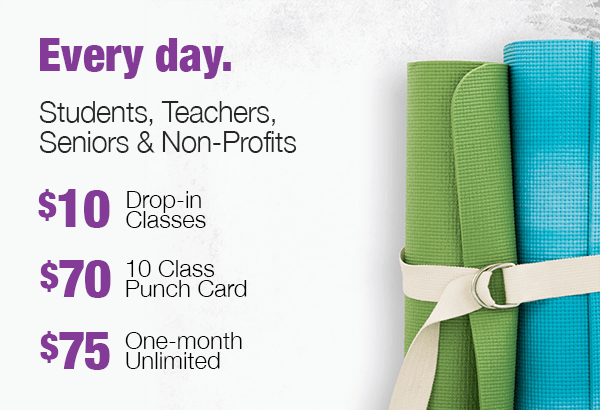 Every day.
Students, Teachers,
Seniors & Non-Profits
$10 Drop-in
Classes
$70 10 Class
Punch Card
$75 One-month
Unlimited